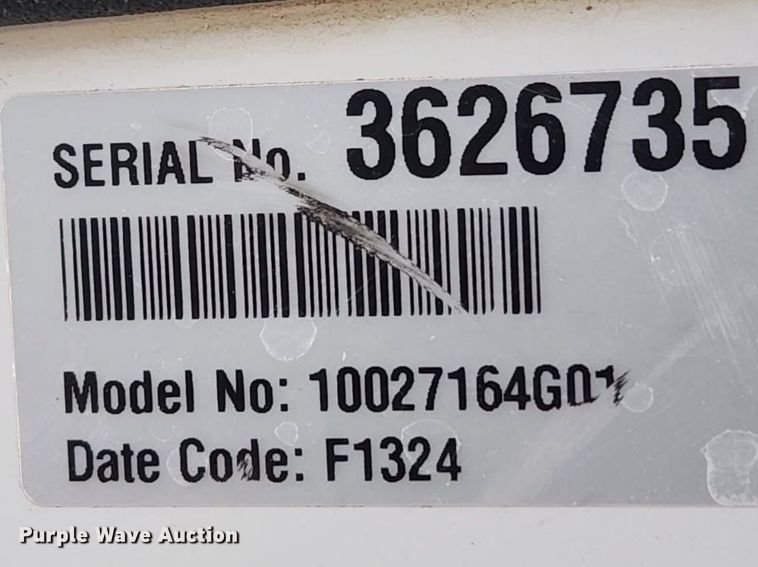 SERIAL No. 3626735
Model No: 10027164G01
Date Code: F1324
Purple Wave Auction